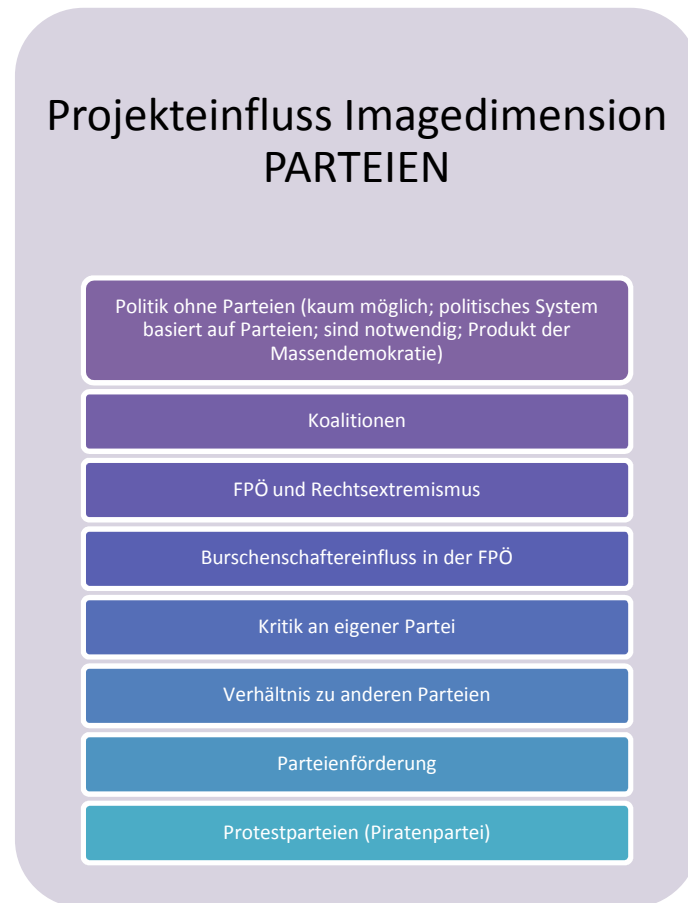 Projekteinfluss Imagedimension
PARTEIEN
Politik ohne Parteien (kaum möglich; politisches System
basiert auf Parteien; sind notwendig; Produkt der
Massendemokratie)
Koalitionen
FPÖ und Rechtsextremismus
Burschenschaftereinfluss in der FPÖ
Kritik an eigener Partei
Verhältnis zu anderen Parteien
Parteienförderung
Protestparteien (Piratenpartei)